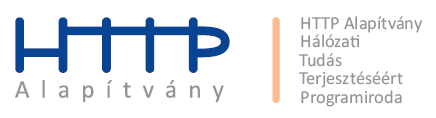 HTTP
Alapítvány
HTTP Alapítvány
Hálózati
Tudás
Terjesztéséért
Programiroda